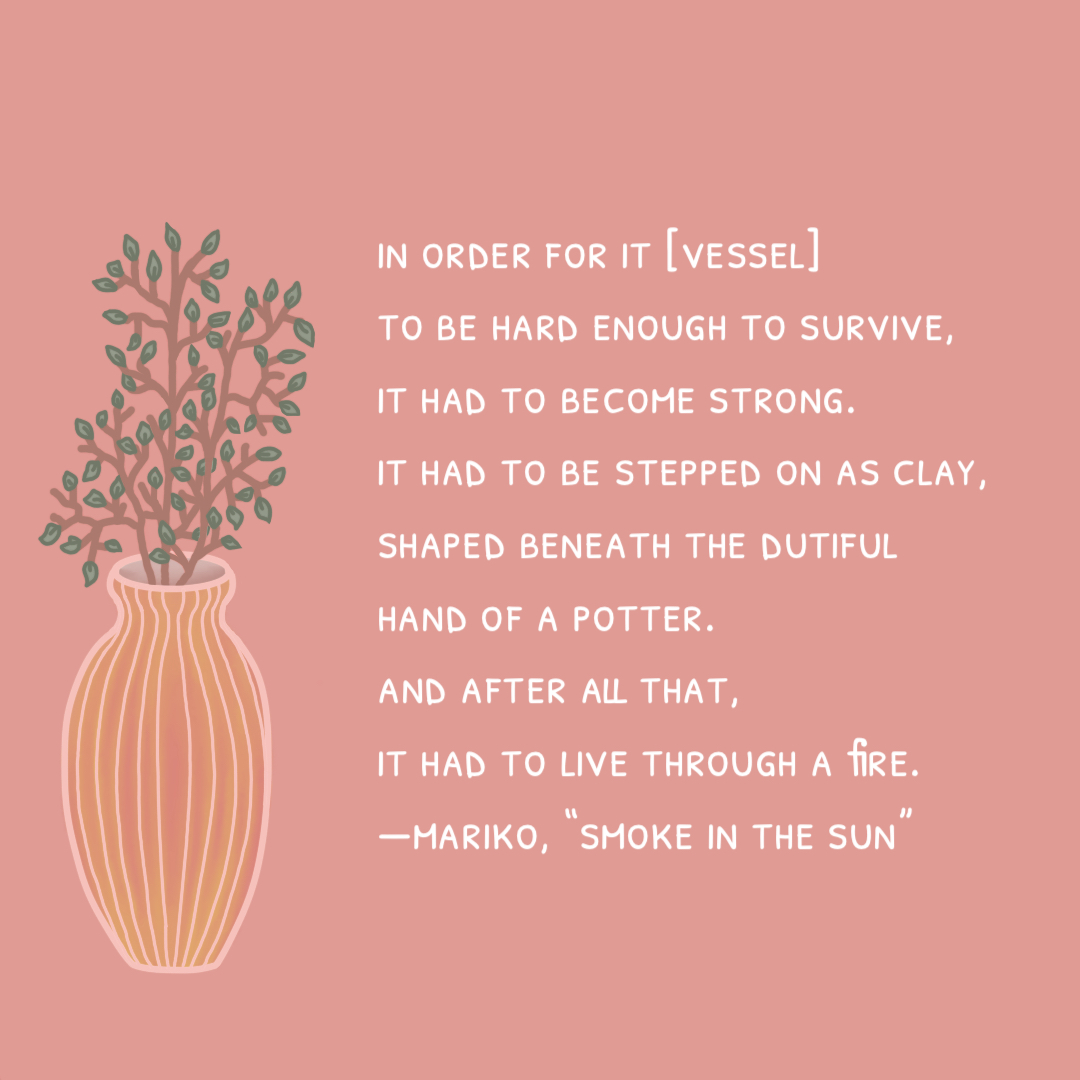 IN ORDER FOR IT [VESSEL]
TO BE HARD ENOUGH TO SURVIVE,
IT HAD TO BECOME STRONG.
IT HAD TO BE STEPPED ON AS CLAY,
SHAPED BENEATH THE DUTIFUL
HAND OF A POTTER.
AND AFTER ALL THAT,
IT HAD TO LIVE THROUGH A FIRE.
—MARIKO, “SMOKE IN THE SUN”